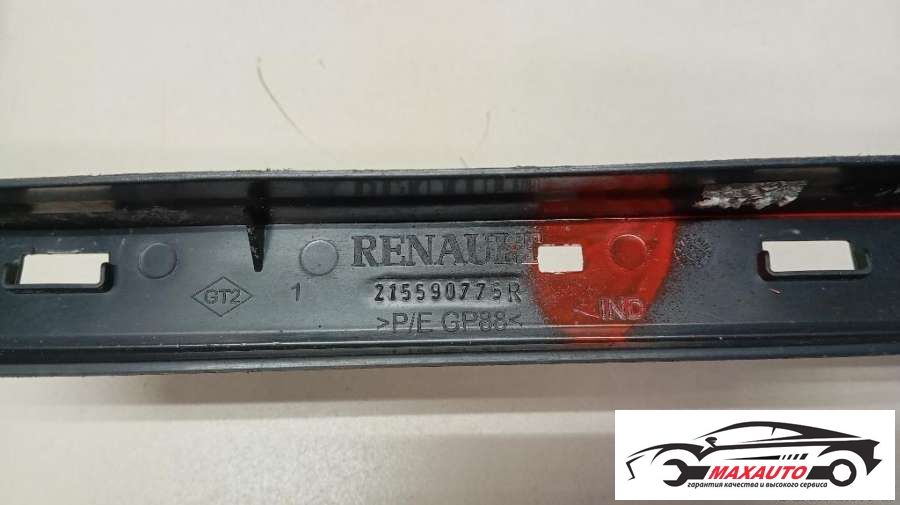 RENAULT
GT2
1
215590775R
>P/E GP88<
IND
MAXAUTO
гарантия качества и высокого сервиса